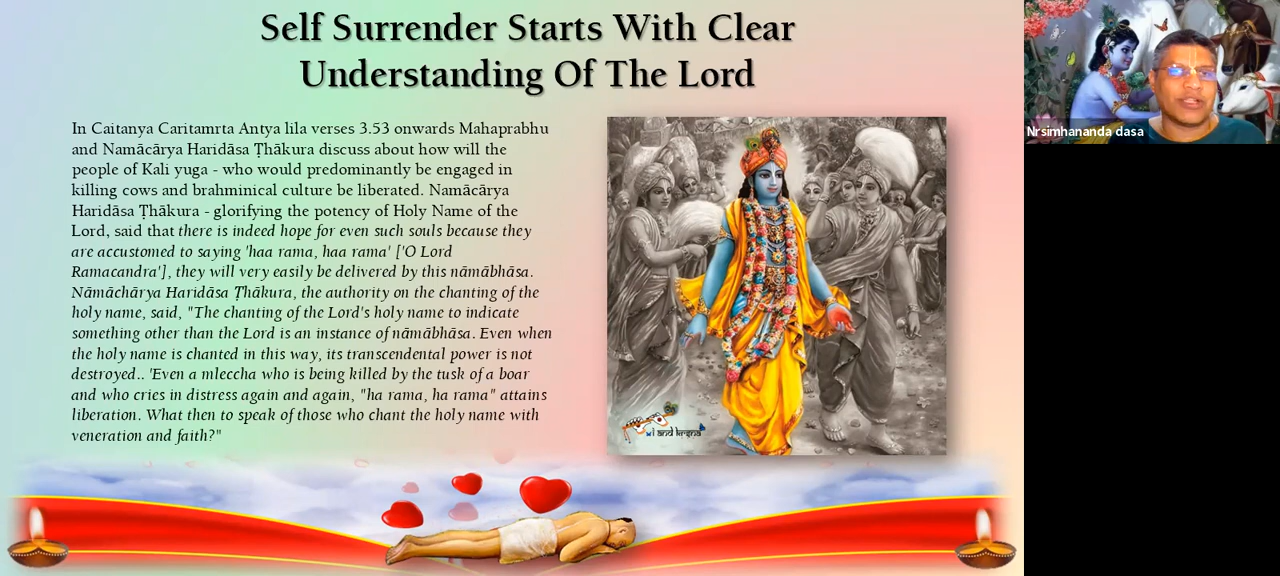 Self Surrender Starts With Clear
Understanding Of The Lord
In Caitanya Caritamrta Antya lila verses 3.53 onwards Mahaprabhu
and Namācārya Haridāsa Ṭhākura discuss about how will the
people of Kali yuga - who would predominantly be engaged in
killing cows and brahminical culture be liberated. Namācārya
Haridāsa Ṭhākura - glorifying the potency of Holy Name of the
Lord, said that there is indeed hope for even such souls because they
are accustomed to saying 'haa rama, haa rama' ['O Lord
Ramacandra'], they will very easily be delivered by this nāmābhāsa.
Nāmāchārya Haridāsa Ṭhākura, the authority on the chanting of the
holy name, said, "The chanting of the Lord's holy name to indicate
something other than the Lord is an instance of nāmābhāsa. Even when
the holy name is chanted in this way, its transcendental power is not
destroyed.. 'Even a mleccha who is being killed by the tusk of a boar
and who cries in distress again and again, "ha rama, ha rama" attains
liberation. What then to speak of those who chant the holy name with
veneration and faith?"
and krsna
Nrsimhananda dasa